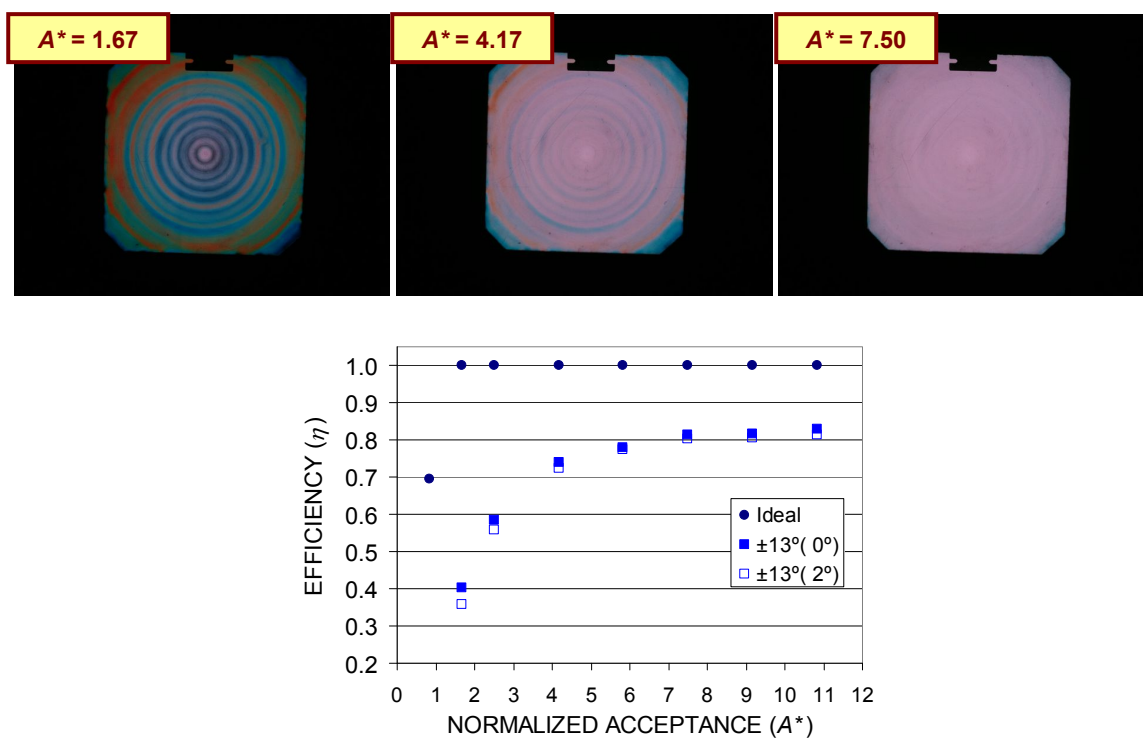 A* = 1.67
A* = 4.17
A* = 7.50
EFFICIENCY (η)
1.0
0.9
0.8
0.7
0.6
0.5
0.4
0.3
0.2
Ideal
±13º( 0º)
±13º( 2º)
0 1 2 3 4 5 6 7 8 9 10 11 12
NORMALIZED ACCEPTANCE (A*)